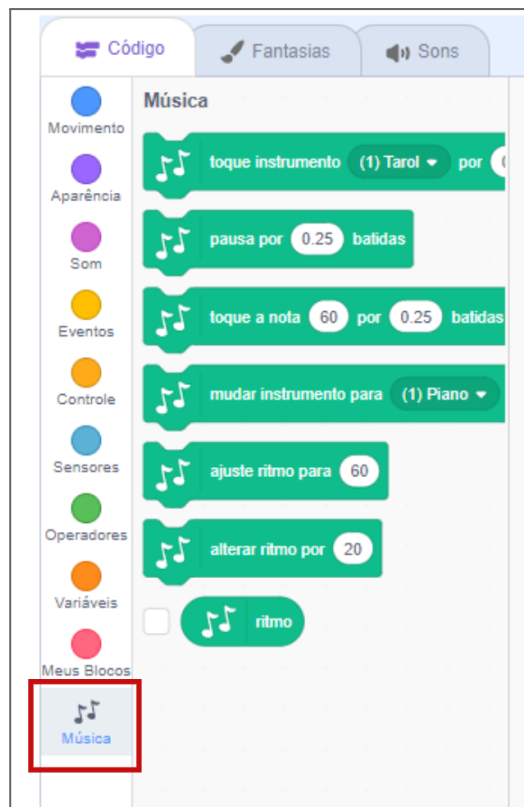 Código
Fantasias
Sons
Movimento
Aparência
Som
Eventos
Controle
Sensores
Operadores
Variáveis
Meus Blocos
Música
Música
toque instrumento (1) Tarol por
pausa por 0.25 batidas
toque a nota 60 por 0.25 batidas
mudar instrumento para (1) Piano
ajuste ritmo para 60
alterar ritmo por 20
ritmo